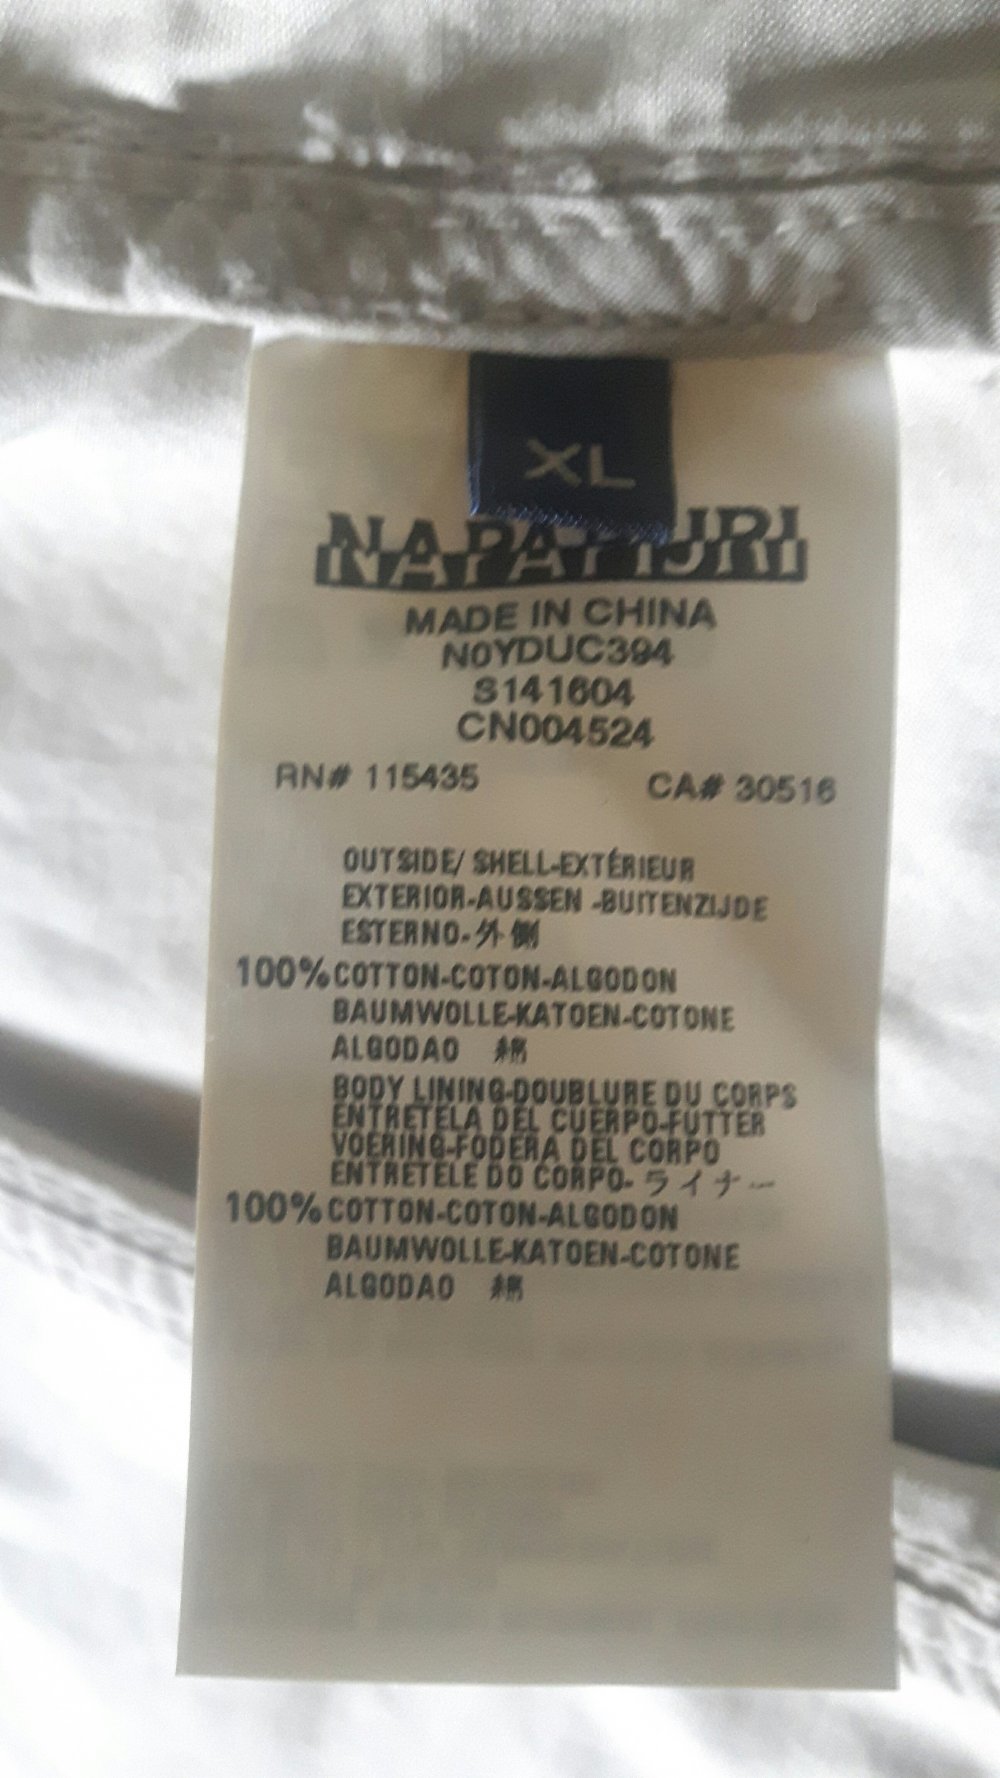 XL
NAPAPIJRI
MADE IN CHINA
N0YDUC394
S141604
CN004524
RN# 115435 CA# 30516
OUTSIDE/ SHELL-EXTÉRIEUR
EXTERIOR-AUSSEN -BUITENZIJDE
ESTERNO-外側
100% COTTON-COTON-ALGODON
BAUMWOLLE-KATOEN-COTONE
ALGODAO 綿
BODY LINING-DOUBLURE DU CORPS
ENTRETELA DEL CUERPO-FUTTER
VOERING-FODERA DEL CORPO
ENTRETELE DO CORPO-ライナー
100% COTTON-COTON-ALGODON
BAUMWOLLE-KATOEN-COTONE
ALGODAO 綿